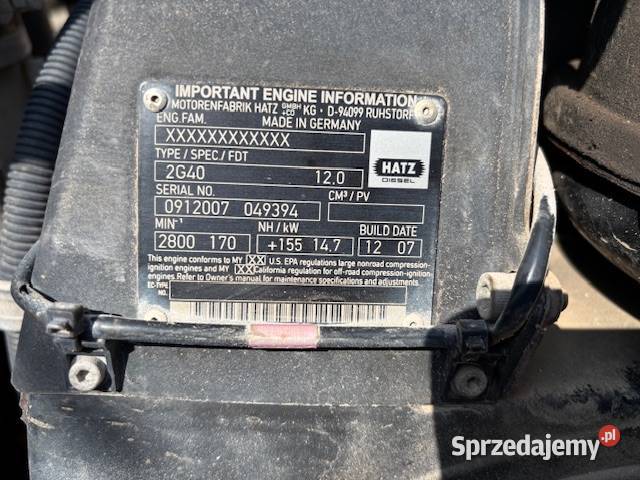 IMPORTANT ENGINE INFORMATION
MOTORENFABRIK HATZ GMBH +CO KG · D-94099 RUHSTORF
ENG.FAM. MADE IN GERMANY
XXXXXXXXXXXX
TYPE / SPEC./ FDT
2G40 12.0
HATZ
DIESEL
SERIAL NO. CM³ / PV
0912007 049394
MIN⁻¹ NH / kW BUILD DATE
2800 170 +155 14.7 12 07
This engine conforms to MY XX U.S. EPA regulations large nonroad compression-
ignition engines and MY XX California regulation for off-road compression-ignition
engines. Refer to Owner's manual for maintenance specifications and adjustments
EC-TYPE
NO.
Sprzedajemy.pl